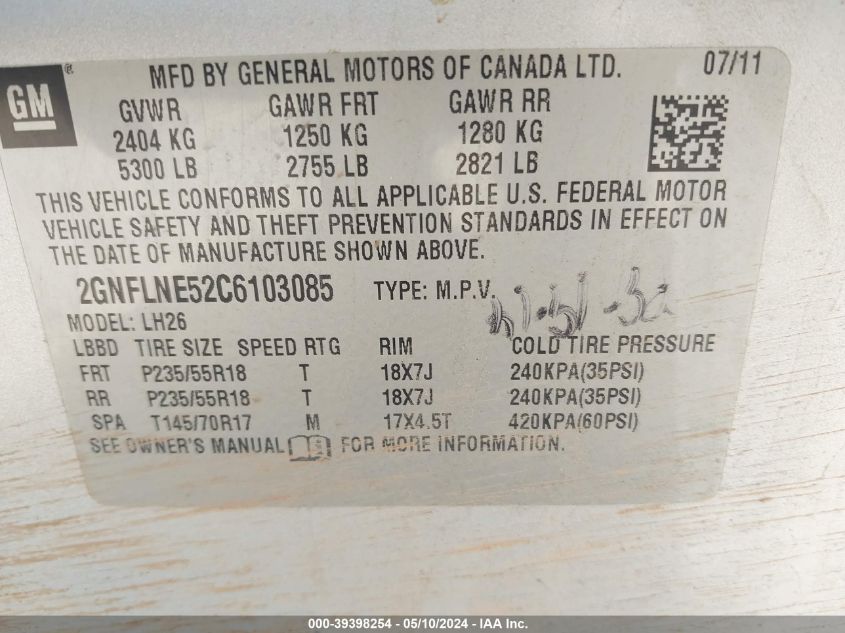 GM ®
MFD BY GENERAL MOTORS OF CANADA LTD. 07/11
GVWR GAWR FRT GAWR RR
2404 KG 1250 KG 1280 KG
5300 LB 2755 LB 2821 LB
THIS VEHICLE CONFORMS TO ALL APPLICABLE U.S. FEDERAL MOTOR
VEHICLE SAFETY AND THEFT PREVENTION STANDARDS IN EFFECT ON
THE DATE OF MANUFACTURE SHOWN ABOVE.
2GNFLNE52C6103085 TYPE: M.P.V.
MODEL: LH26
LBBD TIRE SIZE SPEED RTG RIM COLD TIRE PRESSURE
FRT P235/55R18 T 18X7J 240KPA(35PSI)
RR P235/55R18 T 18X7J 240KPA(35PSI)
SPA T145/70R17 M 17X4.5T 420KPA(60PSI)
SEE OWNER'S MANUAL FOR MORE INFORMATION.
000-39398254 - 05/10/2024 - IAA Inc.